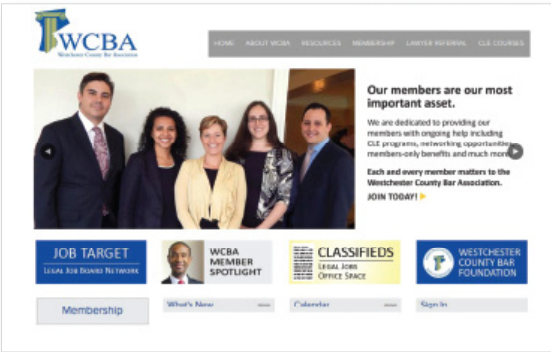 WCBA
Westchester County Bar Association
HOME ABOUT WCBA RESOURCES MEMBERSHIP LAWYER REFERRAL CLE COURSES
Our members are our most
important asset.
We are dedicated to providing our
members with ongoing help including
CLE programs, networking opportunities,
members-only benefits and much more.
Each and every member matters to the
Westchester County Bar Association.
JOIN TODAY!
JOB TARGET
LEGAL JOB BOARD NETWORK
WCBA
MEMBER
SPOTLIGHT
CLASSIFIEDS
LEGAL JOBS
OFFICE SPACE
WESTCHESTER
COUNTY BAR
FOUNDATION
Membership
What's New
Calendar
Sign In